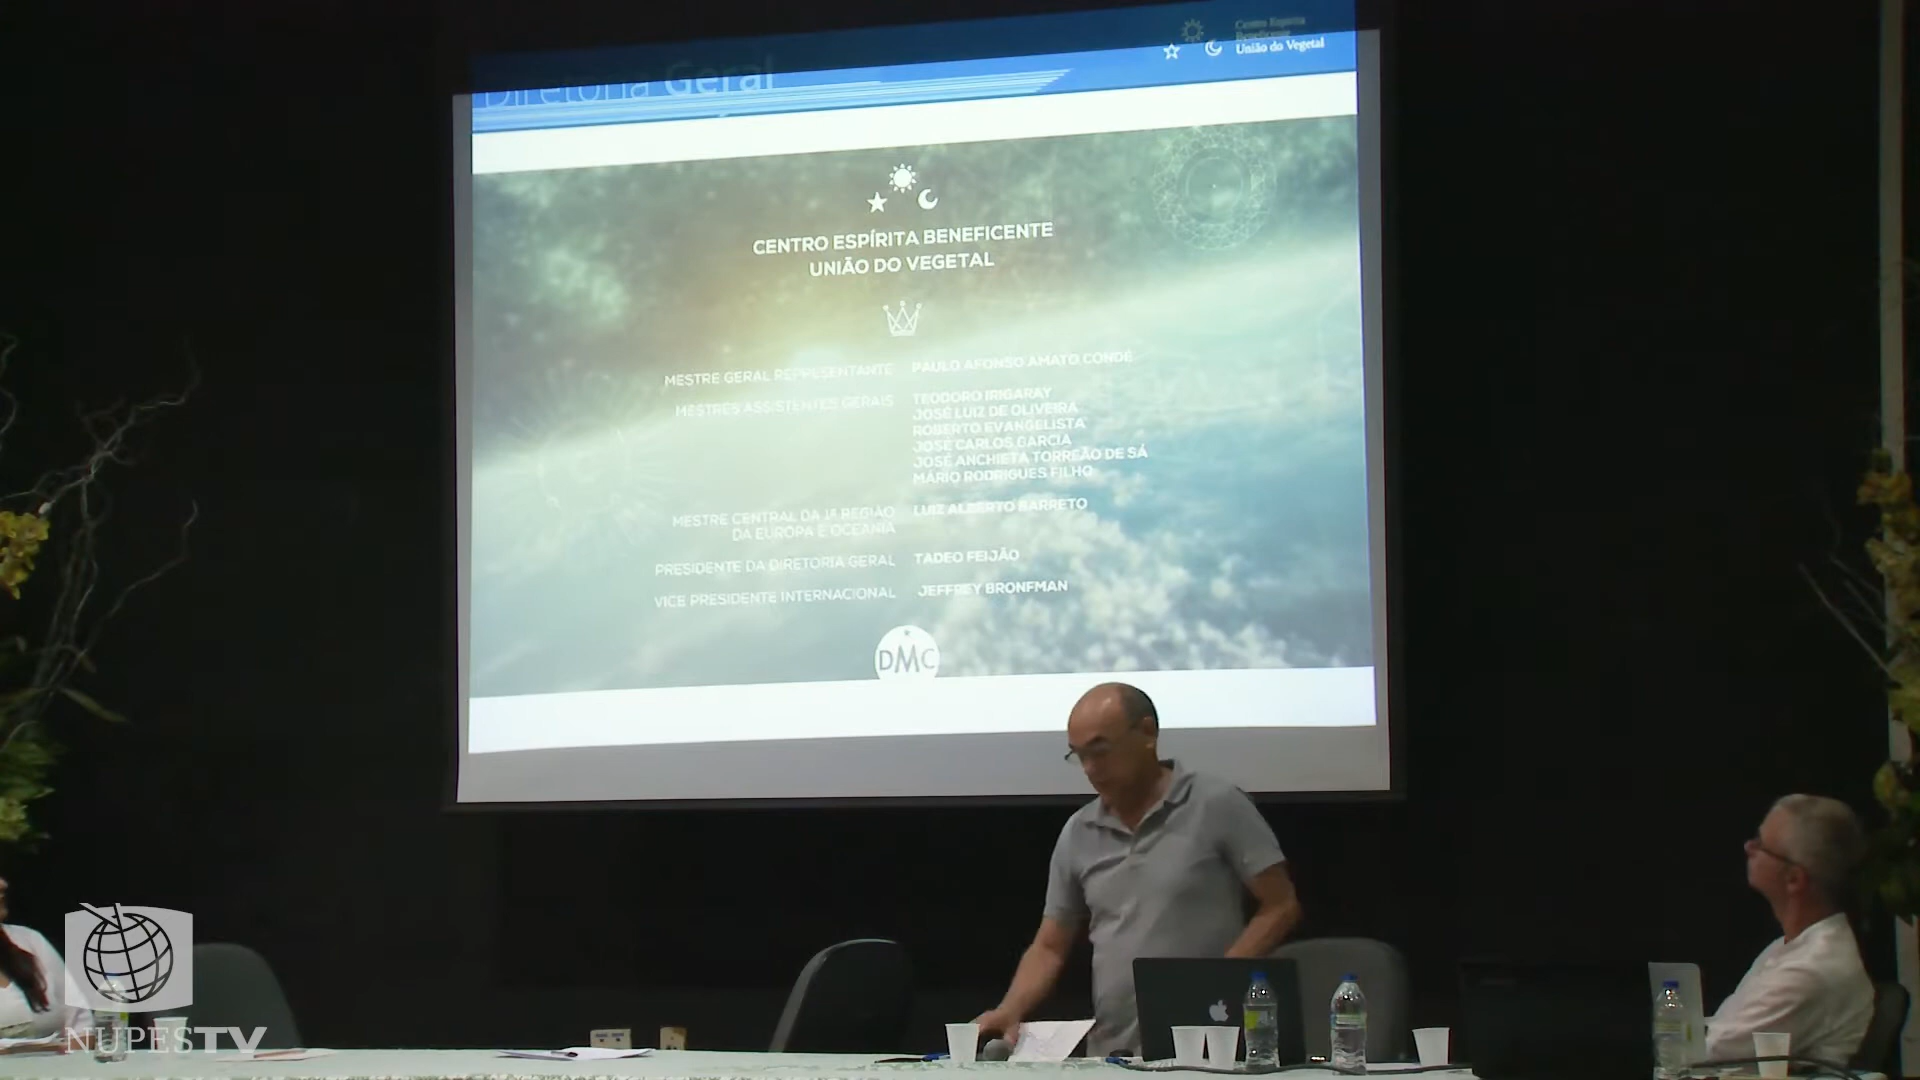 Centro Espírita
Beneficente
União do Vegetal
Diretoria Geral
CENTRO ESPÍRITA BENEFICENTE
UNIÃO DO VEGETAL
MESTRE GERAL REPRESENTANTE PAULO AFONSO AMATO CONDÉ
MESTRES ASSISTENTES GERAIS TEODORO IRIGARAY
JOSÉ LUIZ DE OLIVEIRA
ROBERTO EVANGELISTA
JOSÉ CARLOS GARCIA
JOSÉ ANCHIETA TORREÃO DE SÁ
MÁRIO RODRIGUES FILHO
MESTRE CENTRAL DA 1ª REGIÃO LUIZ ALBERTO BARRETO
DA EUROPA E OCEANIA
PRESIDENTE DA DIRETORIA GERAL TADEO FEIJÃO
VICE PRESIDENTE INTERNACIONAL JEFFREY BRONFMAN
DMC
NUPESTV